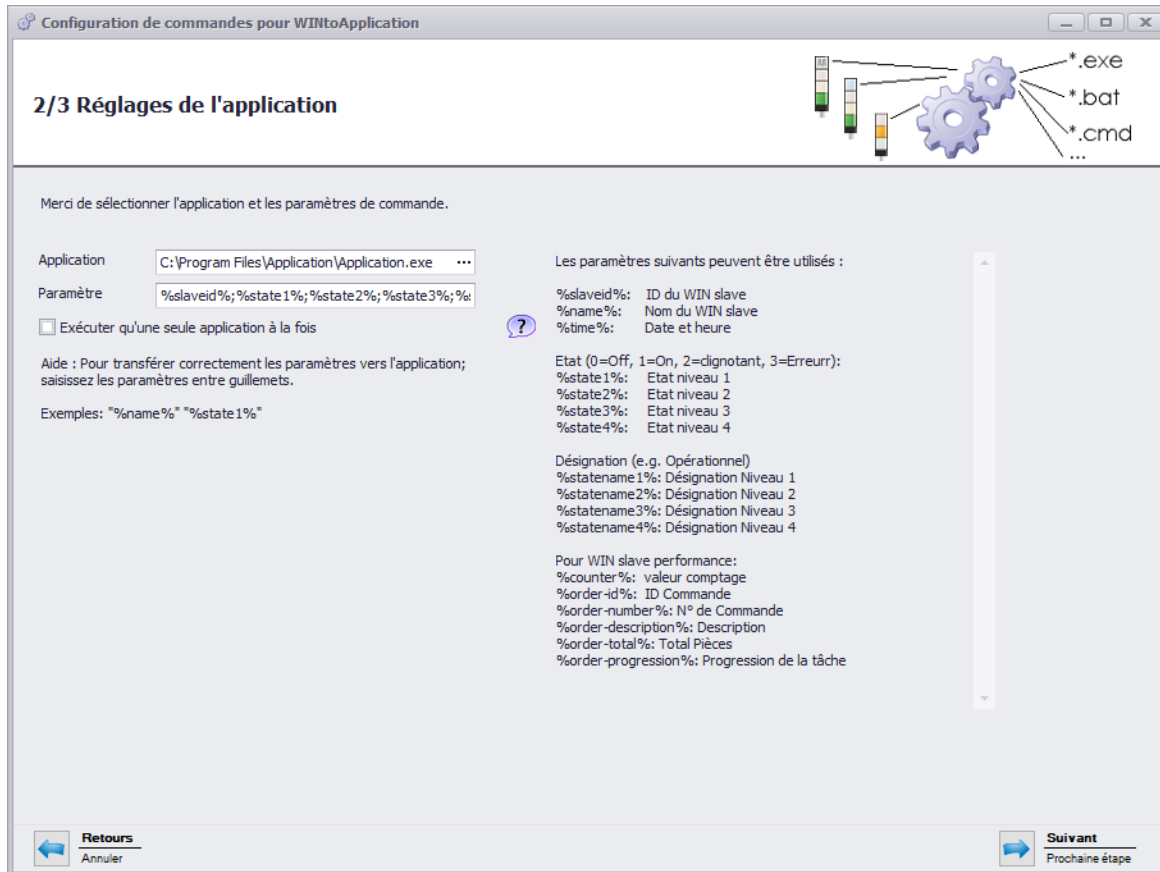 Configuration de commandes pour WINtoApplication
2/3 Réglages de l'application
*.exe
*.bat
*.cmd
...
Merci de sélectionner l'application et les paramètres de commande.
Application
C:\Program Files\Application\Application.exe ...
Paramètre
%slaveid%;%state1%;%state2%;%state3%;%s
Exécuter qu'une seule application à la fois
?
Aide : Pour transférer correctement les paramètres vers l'application;
saisissez les paramètres entre guillemets.
Exemples: "%name%" "%state1%"
Les paramètres suivants peuvent être utilisés :
%slaveid%: ID du WIN slave
%name%: Nom du WIN slave
%time%: Date et heure
Etat (0=Off, 1=On, 2=clignotant, 3=Erreurr):
%state1%: Etat niveau 1
%state2%: Etat niveau 2
%state3%: Etat niveau 3
%state4%: Etat niveau 4
Désignation (e.g. Opérationnel)
%statename1%: Désignation Niveau 1
%statename2%: Désignation Niveau 2
%statename3%: Désignation Niveau 3
%statename4%: Désignation Niveau 4
Pour WIN slave performance:
%counter%: valeur comptage
%order-id%: ID Commande
%order-number%: N° de Commande
%order-description%: Description
%order-total%: Total Pièces
%order-progression%: Progression de la tâche
Retours
Annuler
Suivant
Prochaine étape